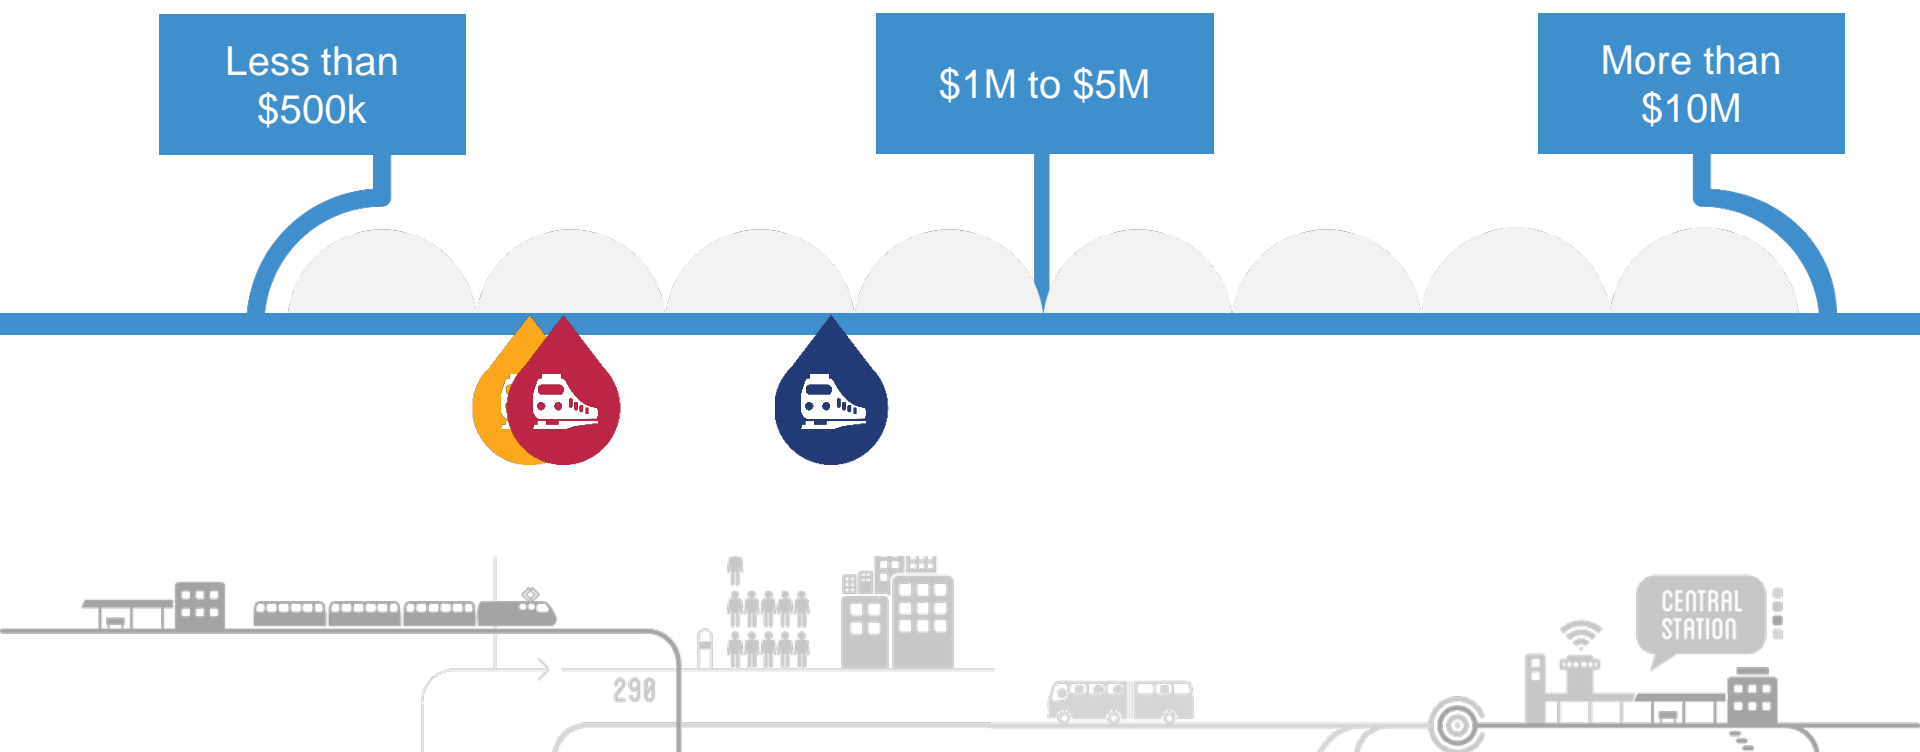 Less than
$500k
$1M to $5M
More than
$10M
CENTRAL
STATION
290